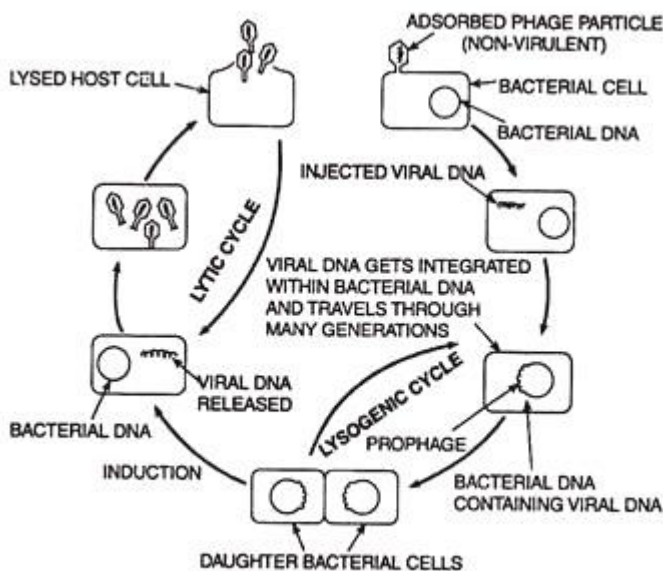 ADSORBED PHAGE PARTICLE
(NON-VIRULENT)
LYSED HOST CELL
BACTERIAL CELL
BACTERIAL DNA
INJECTED VIRAL DNA
LYTIC CYCLE
VIRAL DNA GETS INTEGRATED
WITHIN BACTERIAL DNA
AND TRAVELS THROUGH
MANY GENERATIONS
VIRAL DNA
RELEASED
BACTERIAL DNA
LYSOGENIC CYCLE
PROPHAGE
INDUCTION
BACTERIAL DNA
CONTAINING VIRAL DNA
DAUGHTER BACTERIAL CELLS